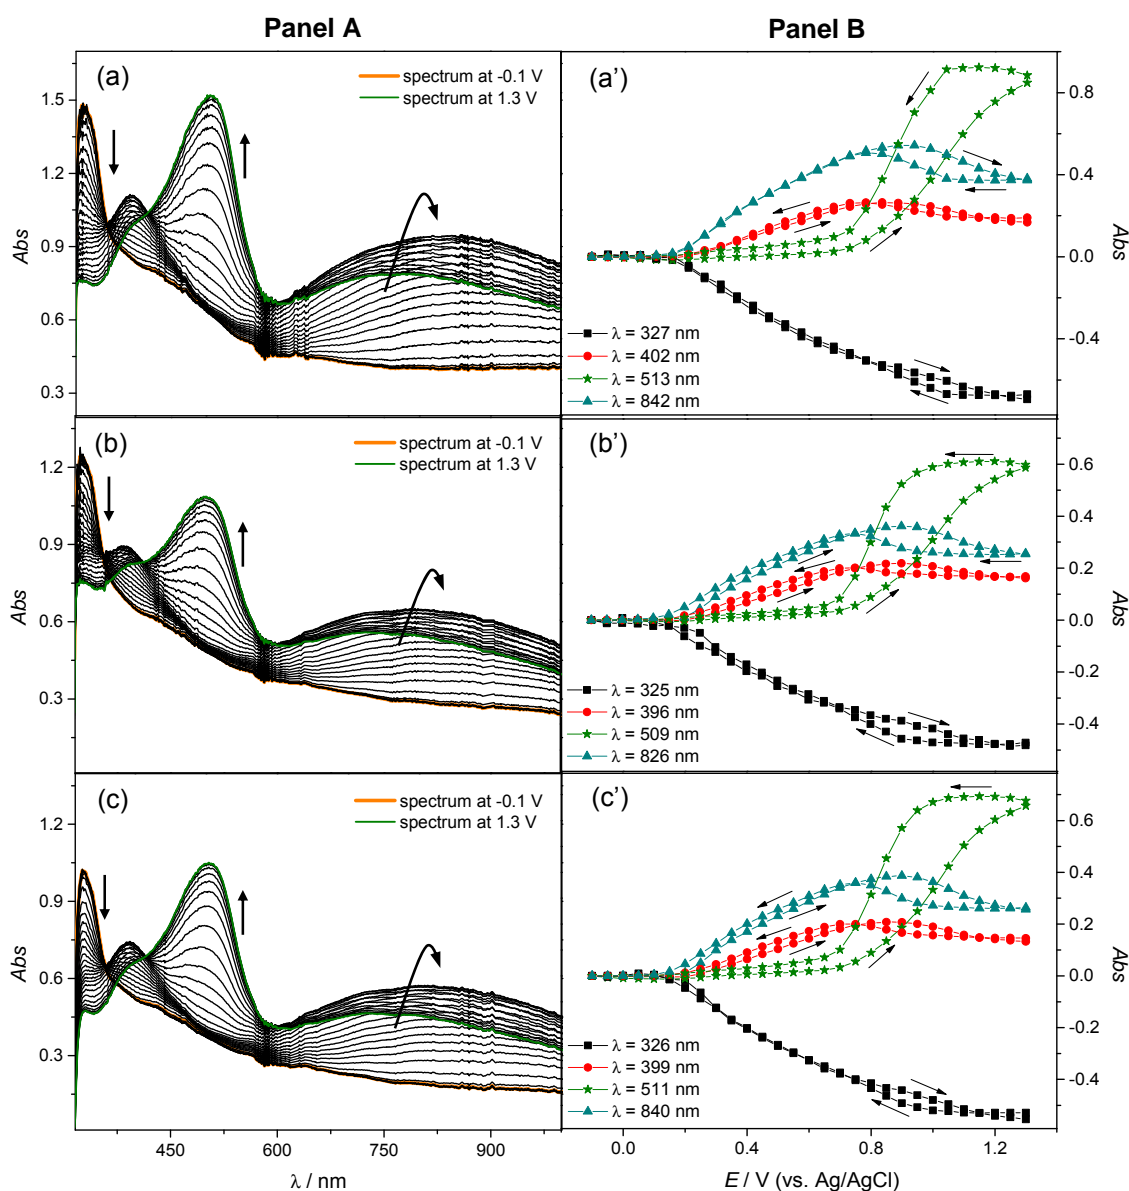 Panel A
Panel B
(a)
spectrum at -0.1 V
spectrum at 1.3 V
1.5
1.2
0.9
0.6
0.3
Abs
(a')
λ = 327 nm
λ = 402 nm
λ = 513 nm
λ = 842 nm
0.8
0.4
0.0
-0.4
Abs
(b)
spectrum at -0.1 V
spectrum at 1.3 V
1.2
0.9
0.6
0.3
Abs
(b')
λ = 325 nm
λ = 396 nm
λ = 509 nm
λ = 826 nm
0.6
0.4
0.2
0.0
-0.2
-0.4
Abs
(c)
spectrum at -0.1 V
spectrum at 1.3 V
1.2
0.9
0.6
0.3
Abs
450
600
750
900
λ / nm
(c')
λ = 326 nm
λ = 399 nm
λ = 511 nm
λ = 840 nm
0.6
0.4
0.2
0.0
-0.2
-0.4
Abs
0.0
0.4
0.8
1.2
E / V (vs. Ag/AgCl)